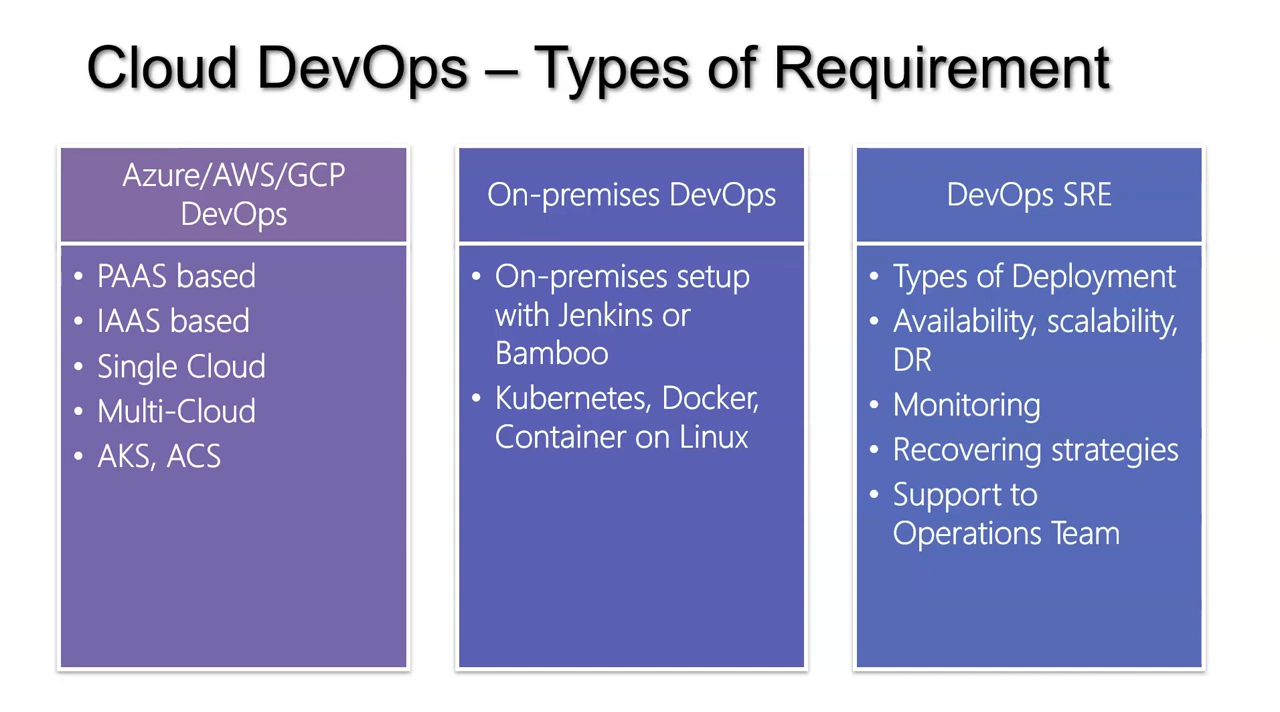 Cloud DevOps – Types of Requirement
Azure/AWS/GCP
DevOps
• PAAS based
• IAAS based
• Single Cloud
• Multi-Cloud
• AKS, ACS
On-premises DevOps
• On-premises setup
with Jenkins or
Bamboo
• Kubernetes, Docker,
Container on Linux
DevOps SRE
• Types of Deployment
• Availability, scalability,
DR
• Monitoring
• Recovering strategies
• Support to
Operations Team